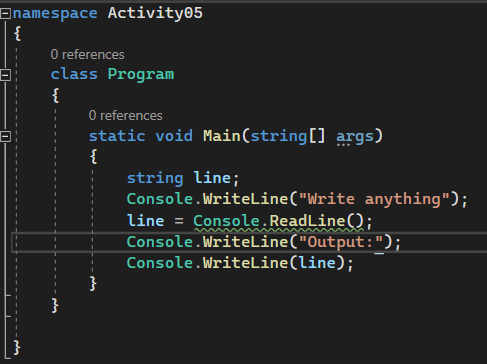 namespace Activity05
{
0 references
class Program
{
0 references
static void Main(string[] args)
{
string line;
Console.WriteLine("Write anything");
line = Console.ReadLine();
Console.WriteLine("Output:");
Console.WriteLine(line);
}
}
}